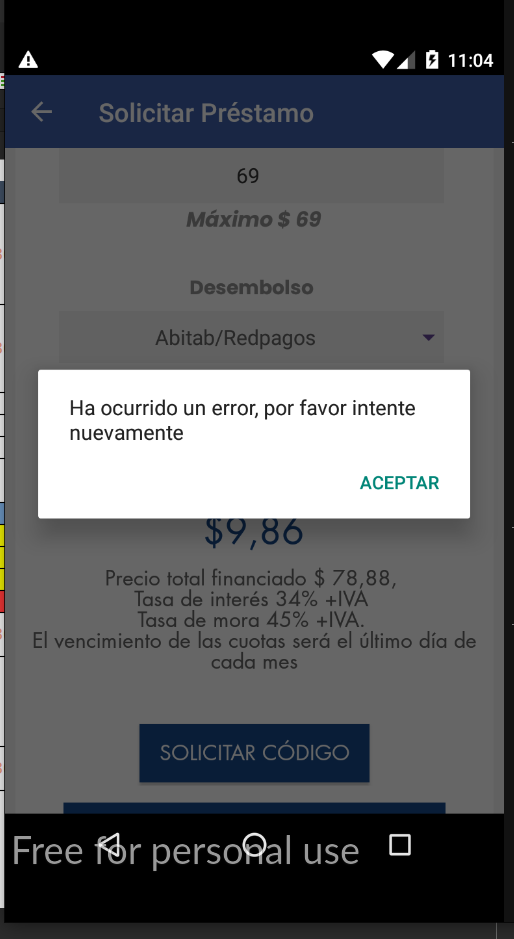 11:04
Solicitar Préstamo
69
Máximo $ 69
Desembolso
Abitab/Redpagos
Ha ocurrido un error, por favor intente
nuevamente
ACEPTAR
$9,86
Precio total financiado $ 78,88,
Tasa de interés 34% +IVA
Tasa de mora 45% +IVA.
El vencimiento de las cuotas será el último día de
cada mes
SOLICITAR CÓDIGO
Free for personal use